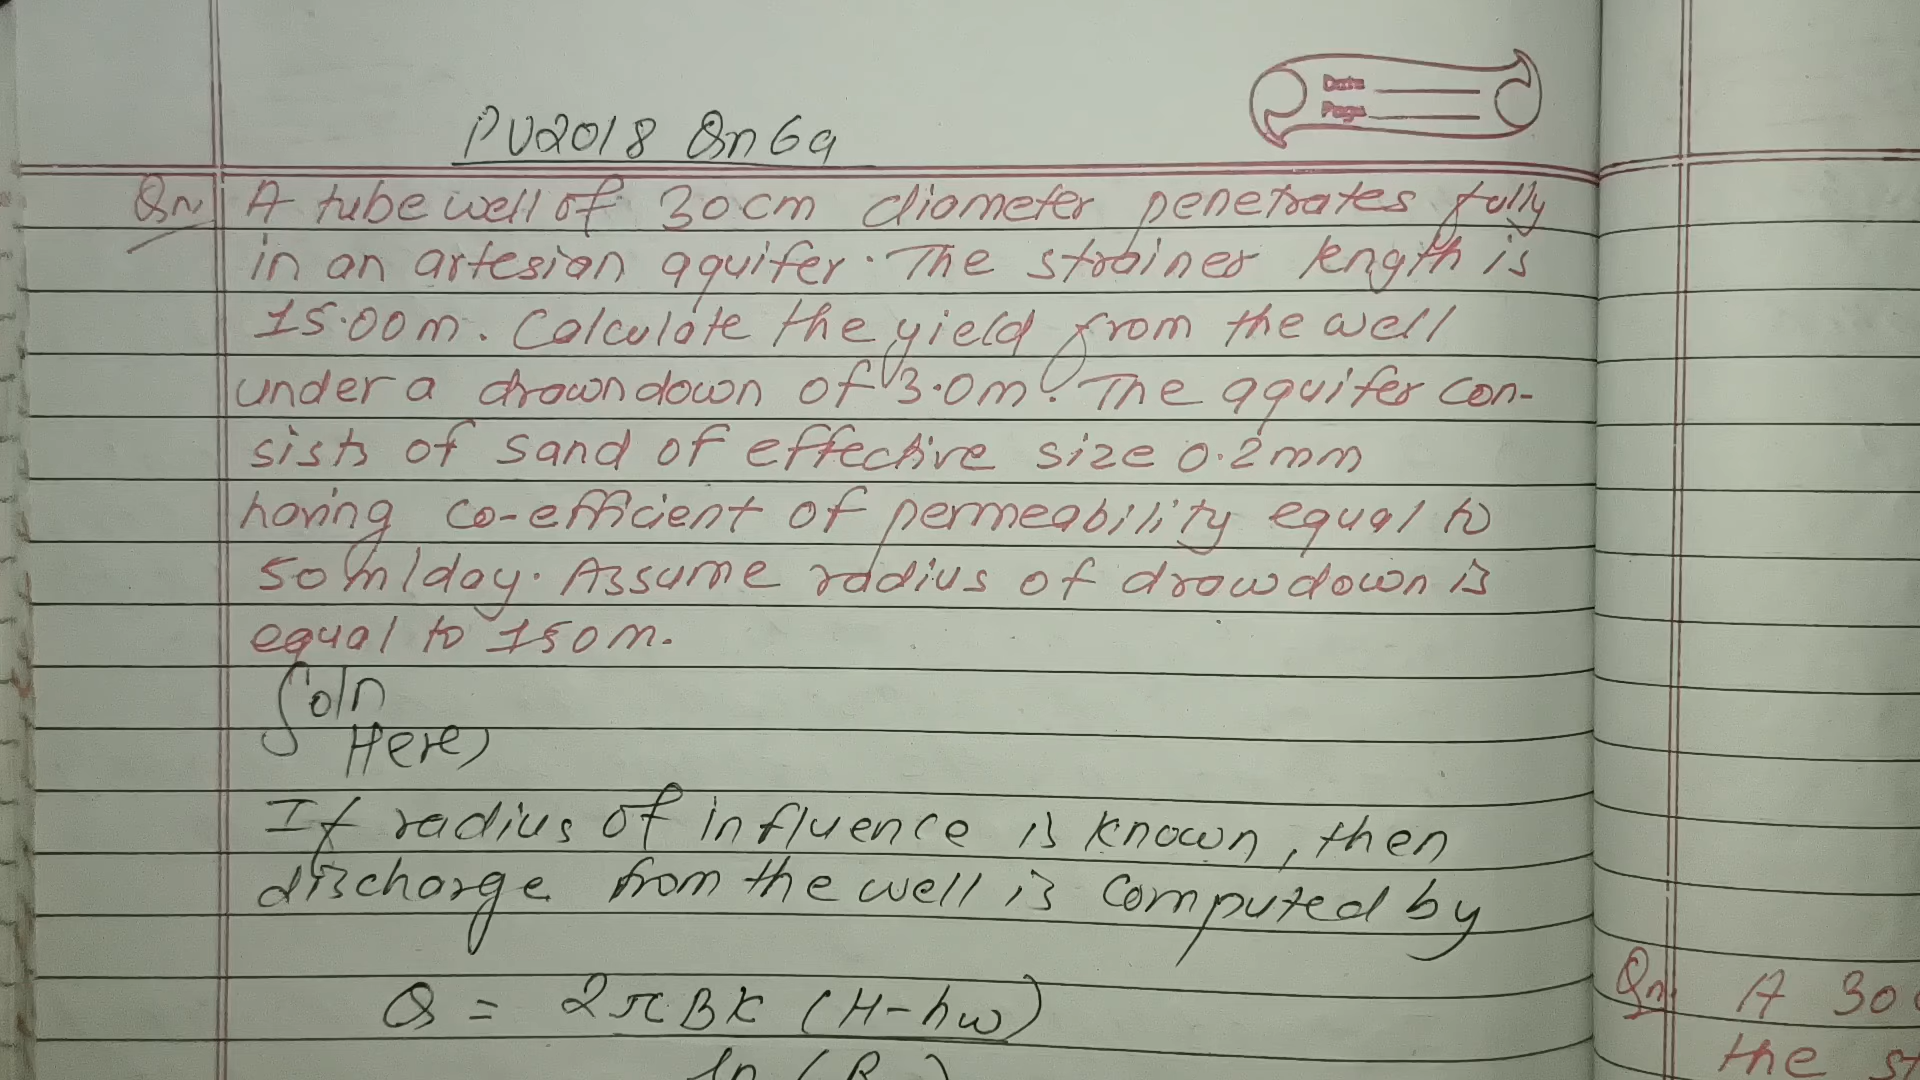 Date
Page
PU2018 Qn 6a
Qn. A tube well of 30cm diameter penetrates fully
in an artesian aquifer. The strainer length is
15.00m. Calculate the yield from the well
under a drawndown of 3.0m. The aquifer con-
sists of sand of effective size 0.2mm
having co-efficient of permeability equal to
50m/day. Assume radius of drawdown is
equal to 150m.
Soln
Here,
If radius of influence is known, then
discharge from the well is computed by
Q = 2πBK (H-hw)
ln (R )
Qn. A 30
the st